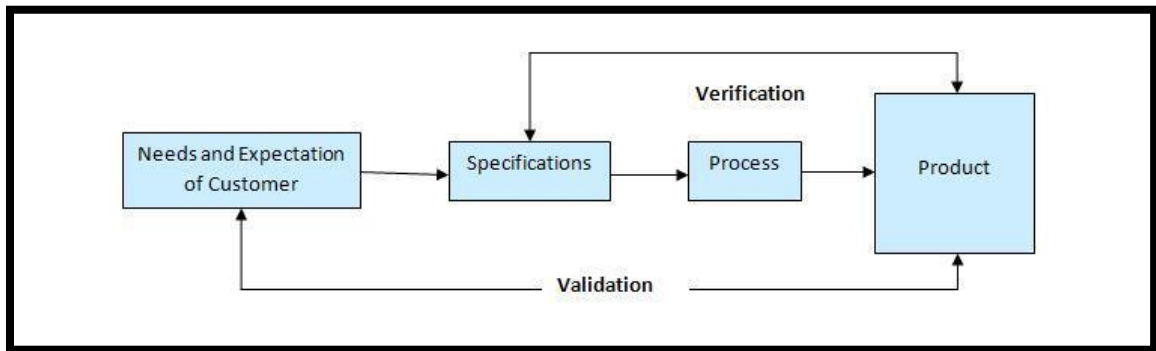 Verification
Needs and Expectation
of Customer
Specifications
Process
Product
Validation